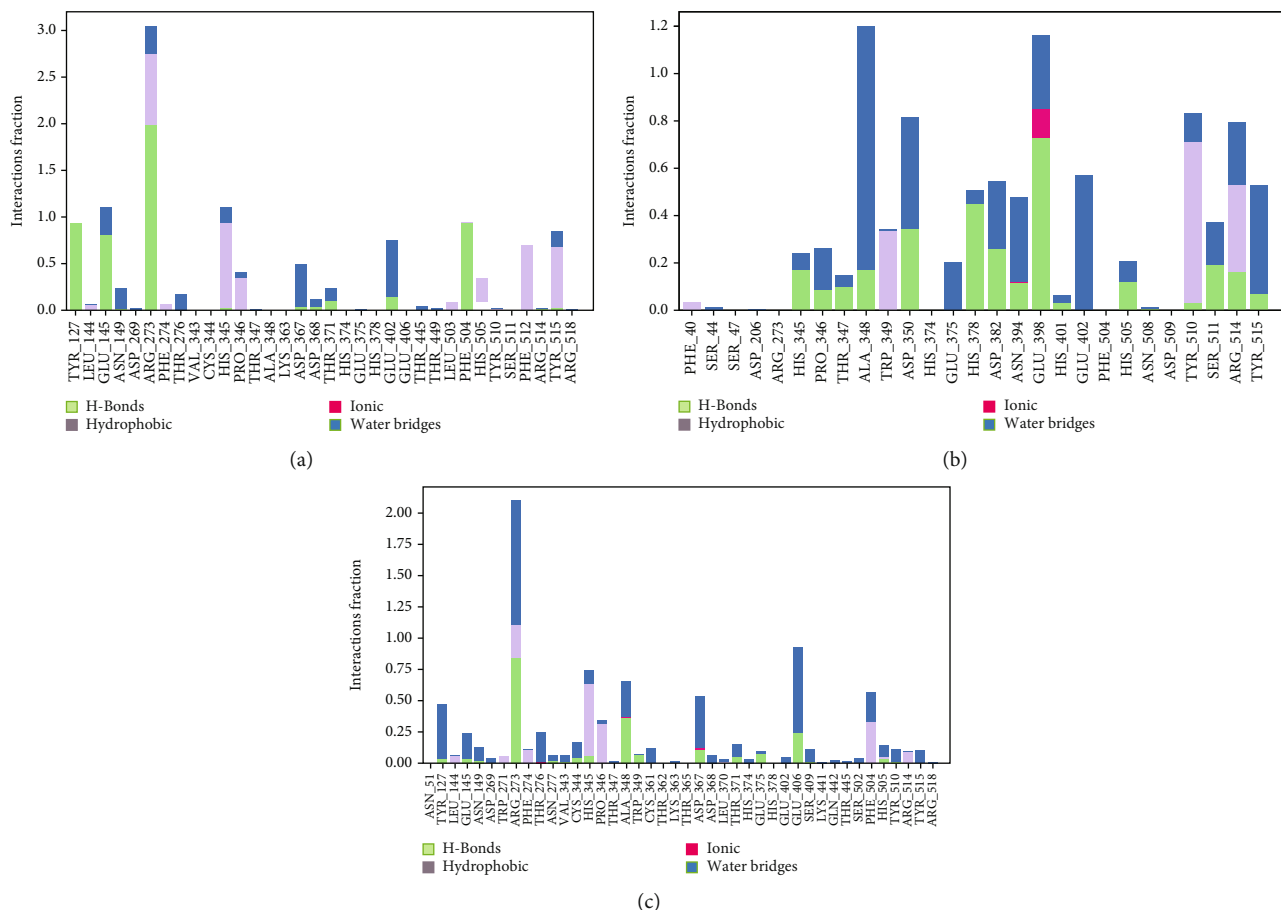 Interactions fraction
3.0
2.5
2.0
1.5
1.0
0.5
0.0
TYR_127
LEU_144
GLU_145
ASN_149
ASP_269
ARG_273
PHE_274
THR_276
VAL_343
CYS_344
HIS_345
PRO_346
THR_347
ALA_348
LYS_363
ASP_367
ASP_368
THR_371
HIS_374
GLU_375
HIS_378
GLU_402
GLU_406
THR_445
THR_449
LEU_503
PHE_504
HIS_505
TYR_510
SER_511
PHE_512
ARG_514
TYR_515
ARG_518
H-Bonds
Hydrophobic
Ionic
Water bridges
(a)
Interactions fraction
1.2
1.0
0.8
0.6
0.4
0.2
0.0
PHE_40
SER_44
SER_47
ASP_206
ARG_273
HIS_345
PRO_346
THR_347
ALA_348
TRP_349
ASP_350
HIS_374
GLU_375
HIS_378
ASP_382
ASN_394
GLU_398
HIS_401
GLU_402
PHE_504
HIS_505
ASN_508
ASP_509
TYR_510
SER_511
ARG_514
TYR_515
H-Bonds
Hydrophobic
Ionic
Water bridges
(b)
Interactions fraction
2.00
1.75
1.50
1.25
1.00
0.75
0.50
0.25
0.00
ASN_51
TYR_127
LEU_144
GLU_145
ASN_149
ASP_269
TRP_271
ARG_273
PHE_274
THR_276
ASN_277
VAL_343
CYS_344
HIS_345
PRO_346
THR_347
ALA_348
TRP_349
CYS_361
THR_362
LYS_363
THR_365
ASP_367
ASP_368
LEU_370
THR_371
HIS_374
GLU_375
HIS_378
GLU_402
GLU_406
SER_409
LYS_441
GLN_442
THR_445
SER_502
PHE_504
HIS_505
TYR_510
ARG_514
TYR_515
ARG_518
H-Bonds
Hydrophobic
Ionic
Water bridges
(c)